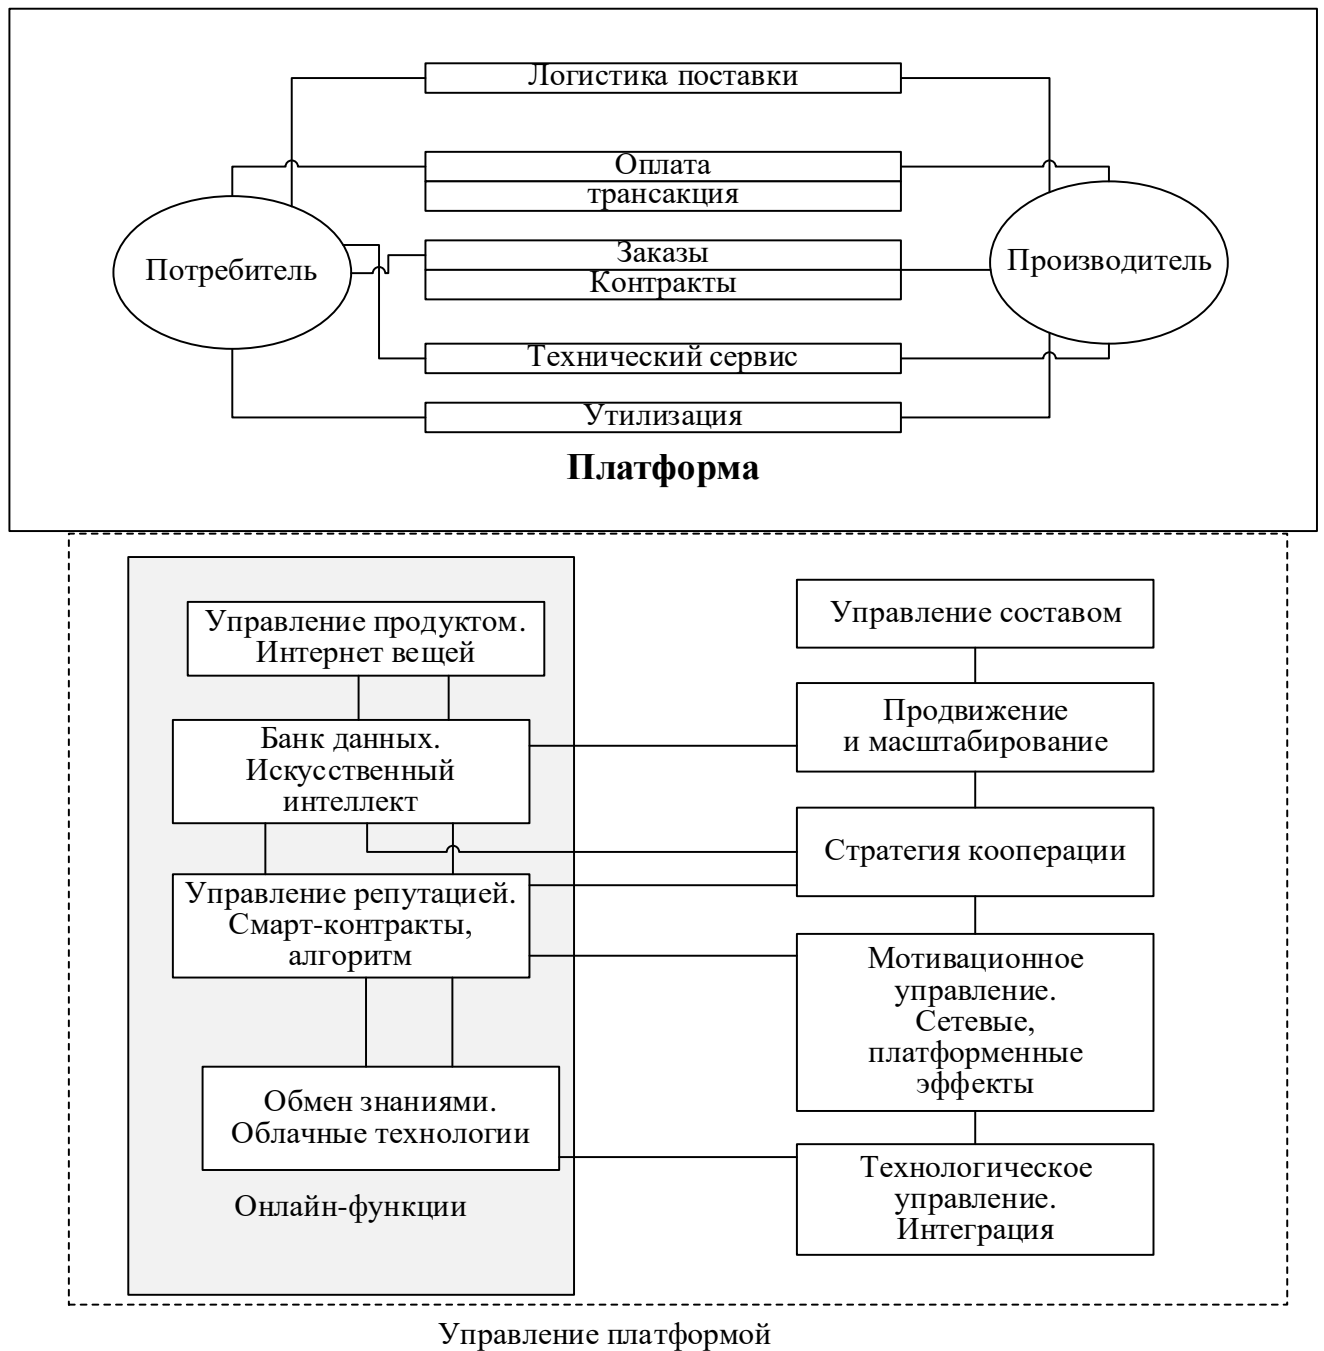 Логистика поставки
Оплата
трансакция
Потребитель
Заказы
Контракты
Производитель
Технический сервис
Утилизация
Платформа
Управление продуктом.
Интернет вещей
Банк данных.
Искусственный
интеллект
Управление репутацией.
Смарт-контракты,
алгоритм
Обмен знаниями.
Облачные технологии
Онлайн-функции
Управление составом
Продвижение
и масштабирование
Стратегия кооперации
Мотивационное
управление.
Сетевые,
платформенные
эффекты
Технологическое
управление.
Интеграция
Управление платформой